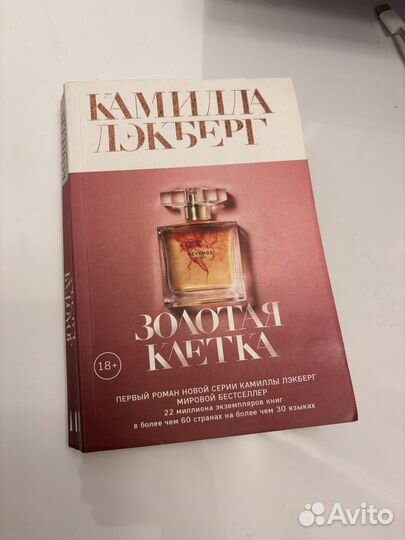 КАМИЛЛА
ЛЭКБЕРГ
REVENGE
ЗОЛОТАЯ
КЛЕТКА
18+
ПЕРВЫЙ РОМАН НОВОЙ СЕРИИ КАМИЛЛЫ ЛЭКБЕРГ
МИРОВОЙ БЕСТСЕЛЛЕР
22 миллиона экземпляров книг
в более чем 60 странах на более чем 30 языках
Avito